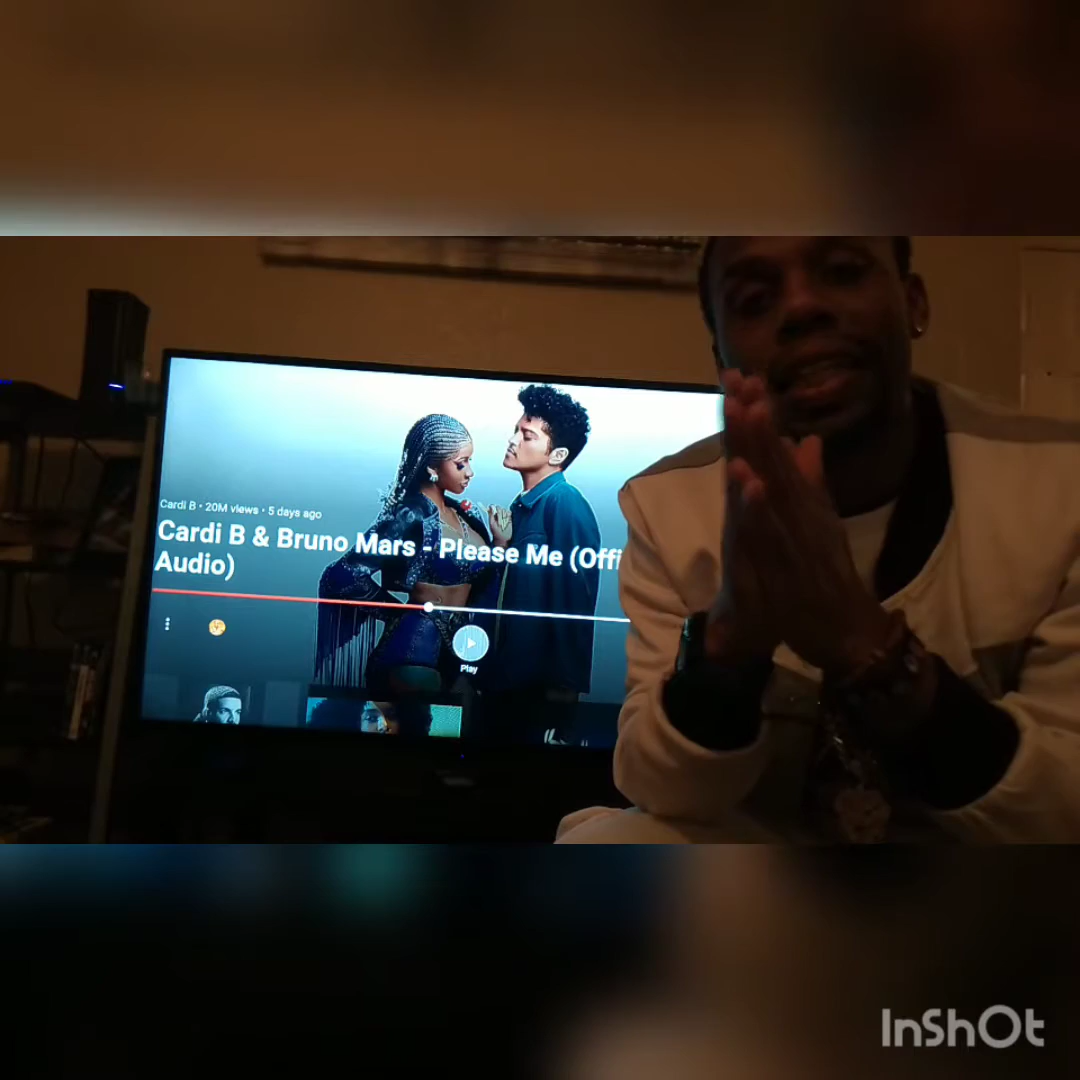 Cardi B • 20M views • 5 days ago
Cardi B & Bruno Mars - Please Me (Offi
Audio)
Play
InShOt